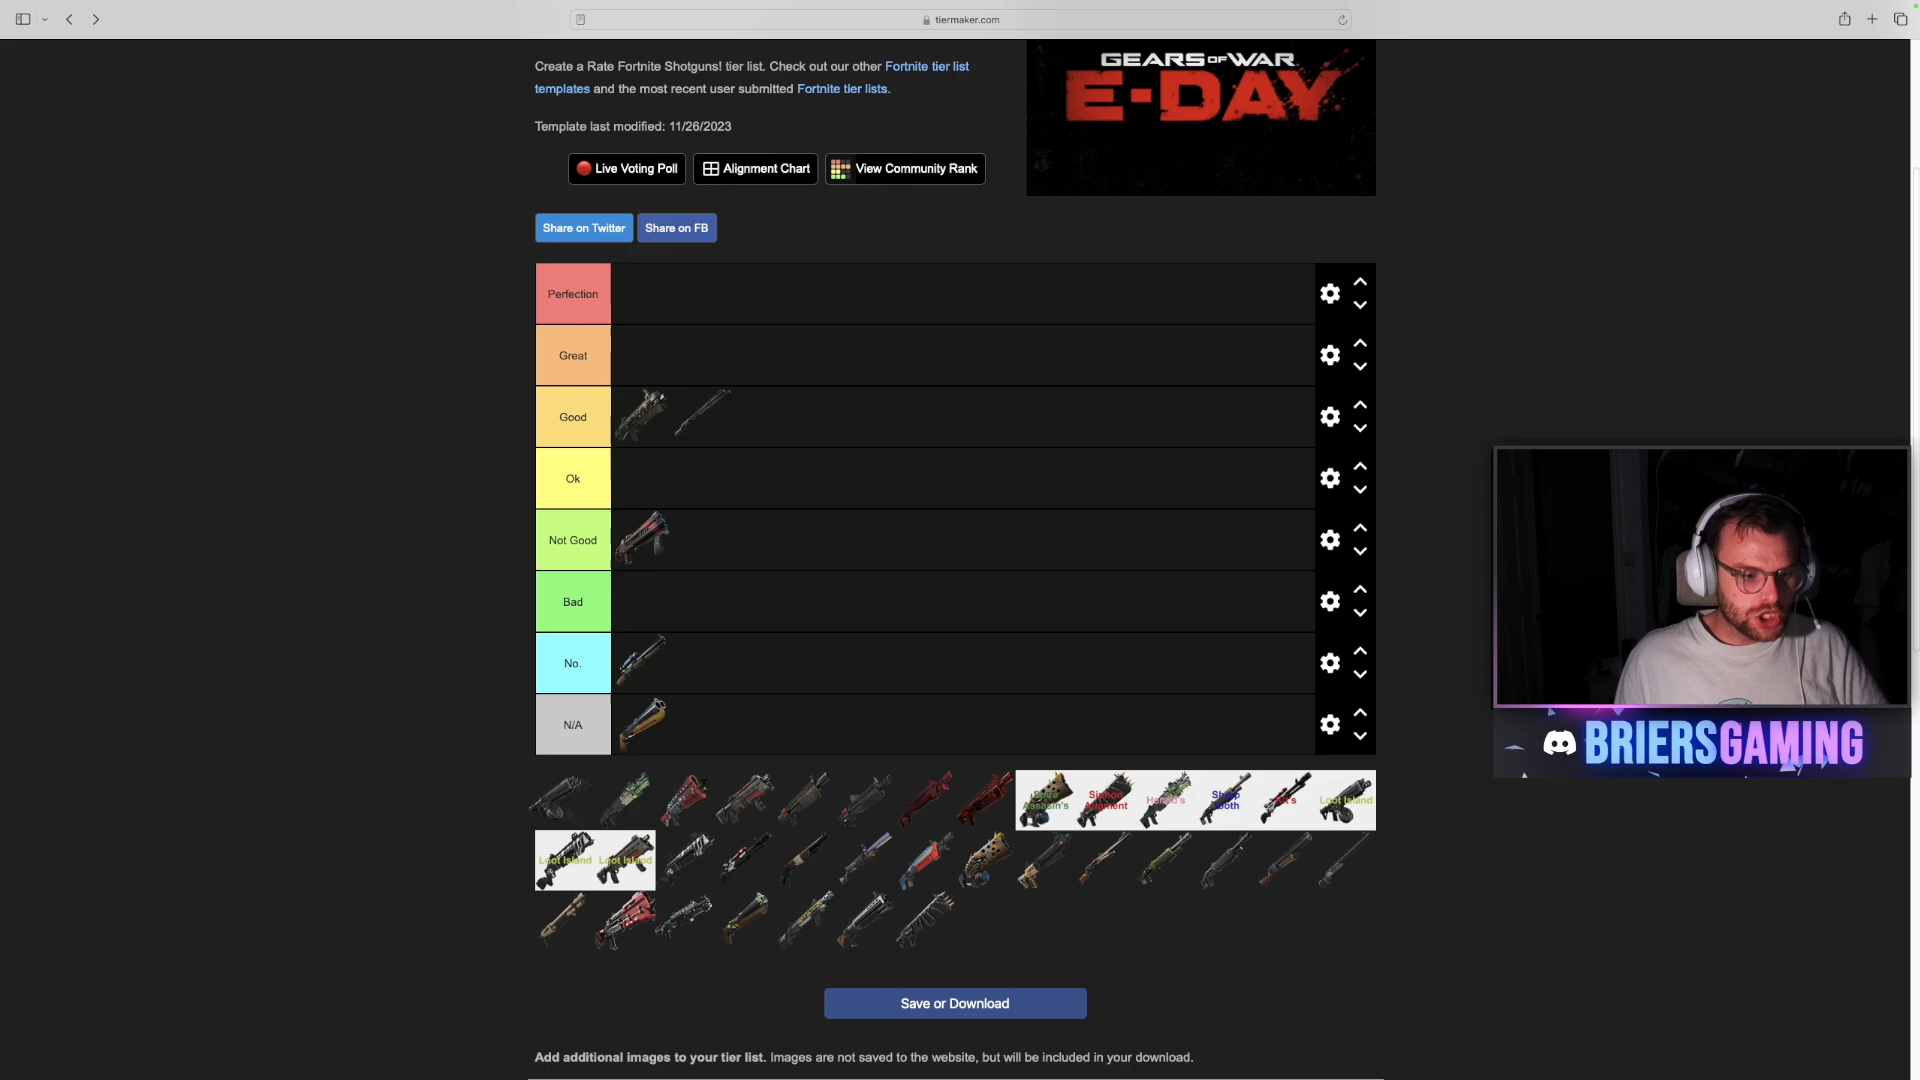 tiermaker.com
Create a Rate Fortnite Shotguns! tier list. Check out our other Fortnite tier list
templates and the most recent user submitted Fortnite tier lists.
Template last modified: 11/26/2023
GEARS OF WAR
E-DAY
Live Voting Poll
Alignment Chart
View Community Rank
Share on Twitter
Share on FB
Perfection
Great
Good
Ok
Not Good
Bad
No.
N/A
Assassin's
Siphon
Augment
Loot Island
Loot Island
Loot Island
BRIERSGAMING
Save or Download
Add additional images to your tier list. Images are not saved to the website, but will be included in your download.